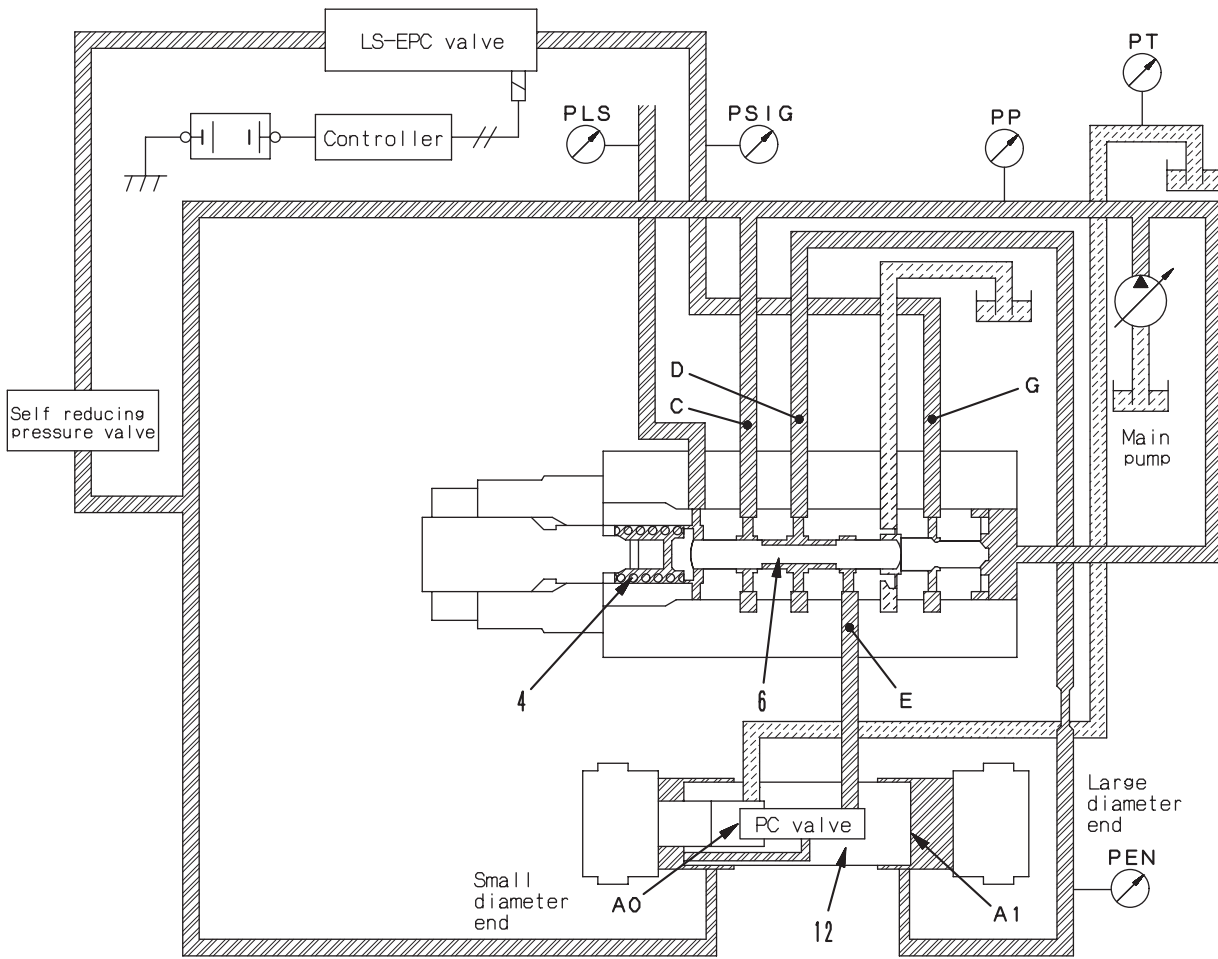 LS-EPC valve
PT
PLS
PSIG
PP
Controller
D
C
G
Self reducing
pressure valve
Main
pump
4
6
E
Large
diameter
end
PC valve
PEN
Small
diameter
end
A0
12
A1